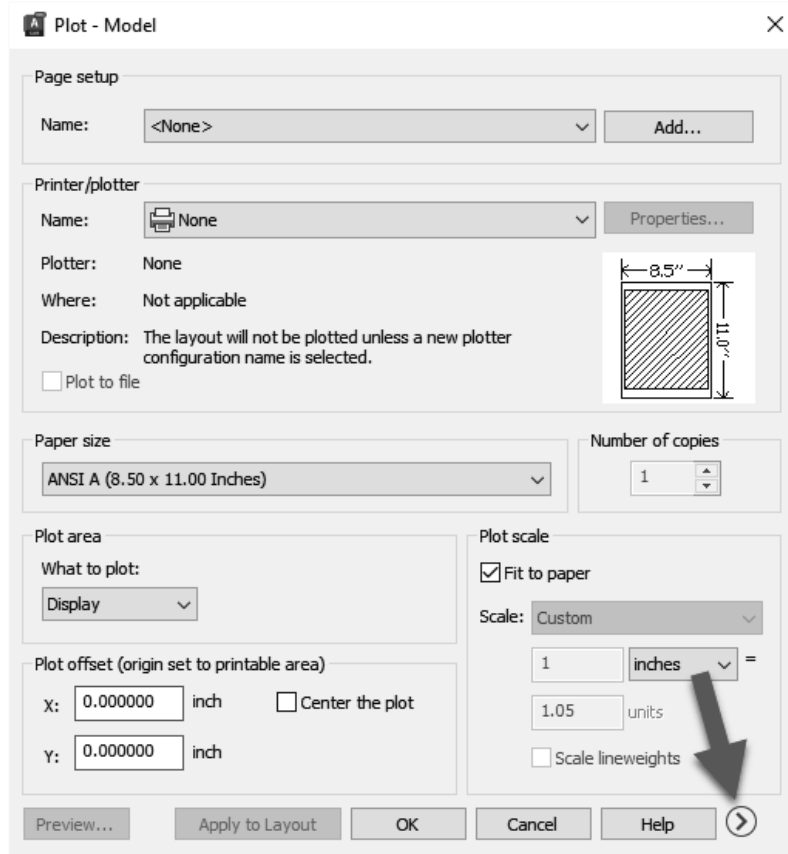 Plot - Model
Page setup
Name: <None> Add...
Printer/plotter
Name: None Properties...
Plotter: None
Where: Not applicable
Description: The layout will not be plotted unless a new plotter
configuration name is selected.
Plot to file
8.5″
11.0″
Paper size
ANSI A (8.50 x 11.00 Inches)
Number of copies
1
Plot area
What to plot:
Display
Plot offset (origin set to printable area)
X: 0.000000 inch Center the plot
Y: 0.000000 inch
Plot scale
Fit to paper
Scale: Custom
1 inches =
1.05 units
Scale lineweights
Preview... Apply to Layout OK Cancel Help